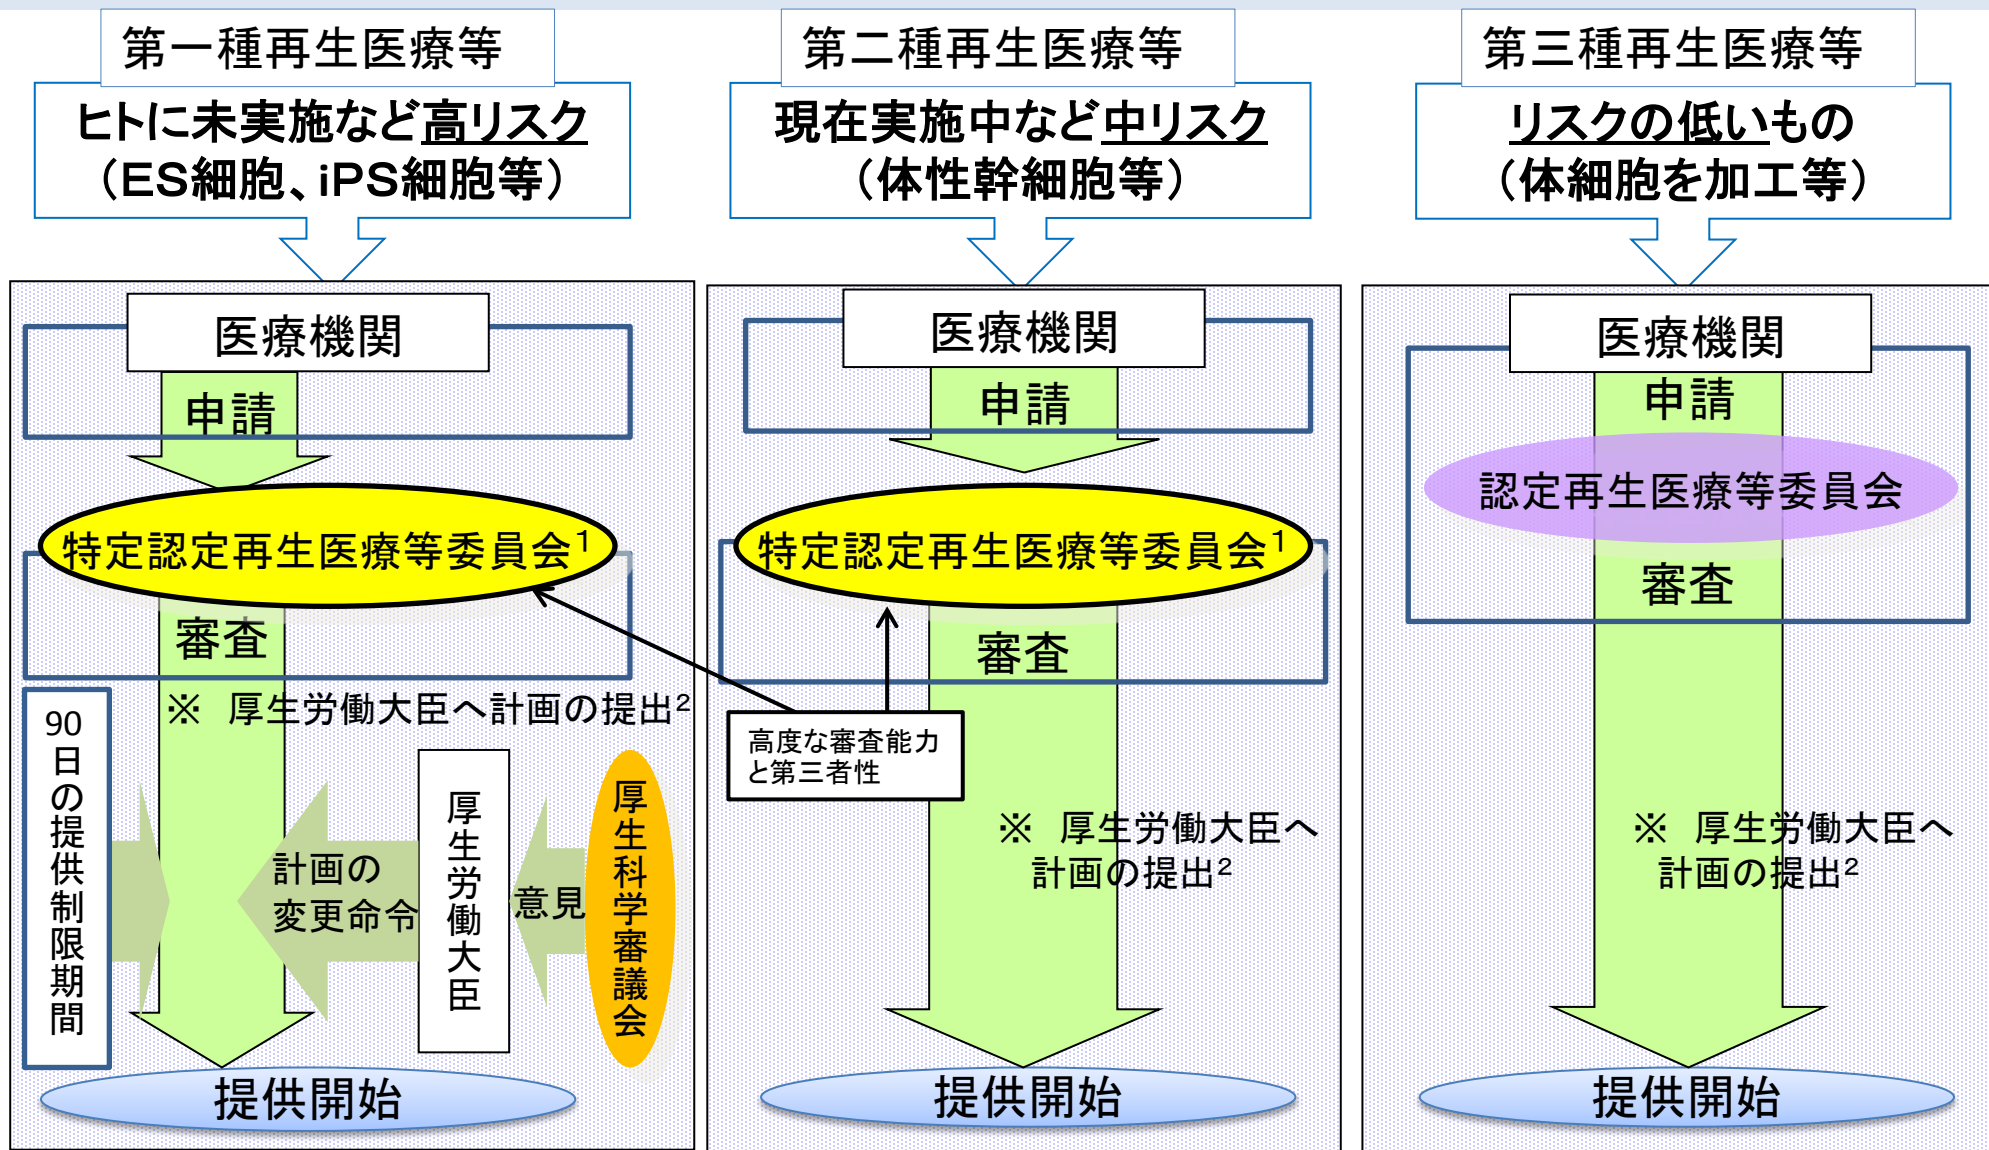 第一種再生医療等
ヒトに未実施など高リスク
（ES細胞、iPS細胞等）
医療機関
申請
特定認定再生医療等委員会1
審査
※ 厚生労働大臣へ計画の提出2
90日の提供制限期間
計画の
変更命令
厚生労働大臣
意見
厚生科学審議会
提供開始
第二種再生医療等
現在実施中など中リスク
（体性幹細胞等）
医療機関
申請
特定認定再生医療等委員会1
審査
高度な審査能力
と第三者性
※ 厚生労働大臣へ
計画の提出2
提供開始
第三種再生医療等
リスクの低いもの
（体細胞を加工等）
医療機関
申請
認定再生医療等委員会
審査
※ 厚生労働大臣へ
計画の提出2
提供開始